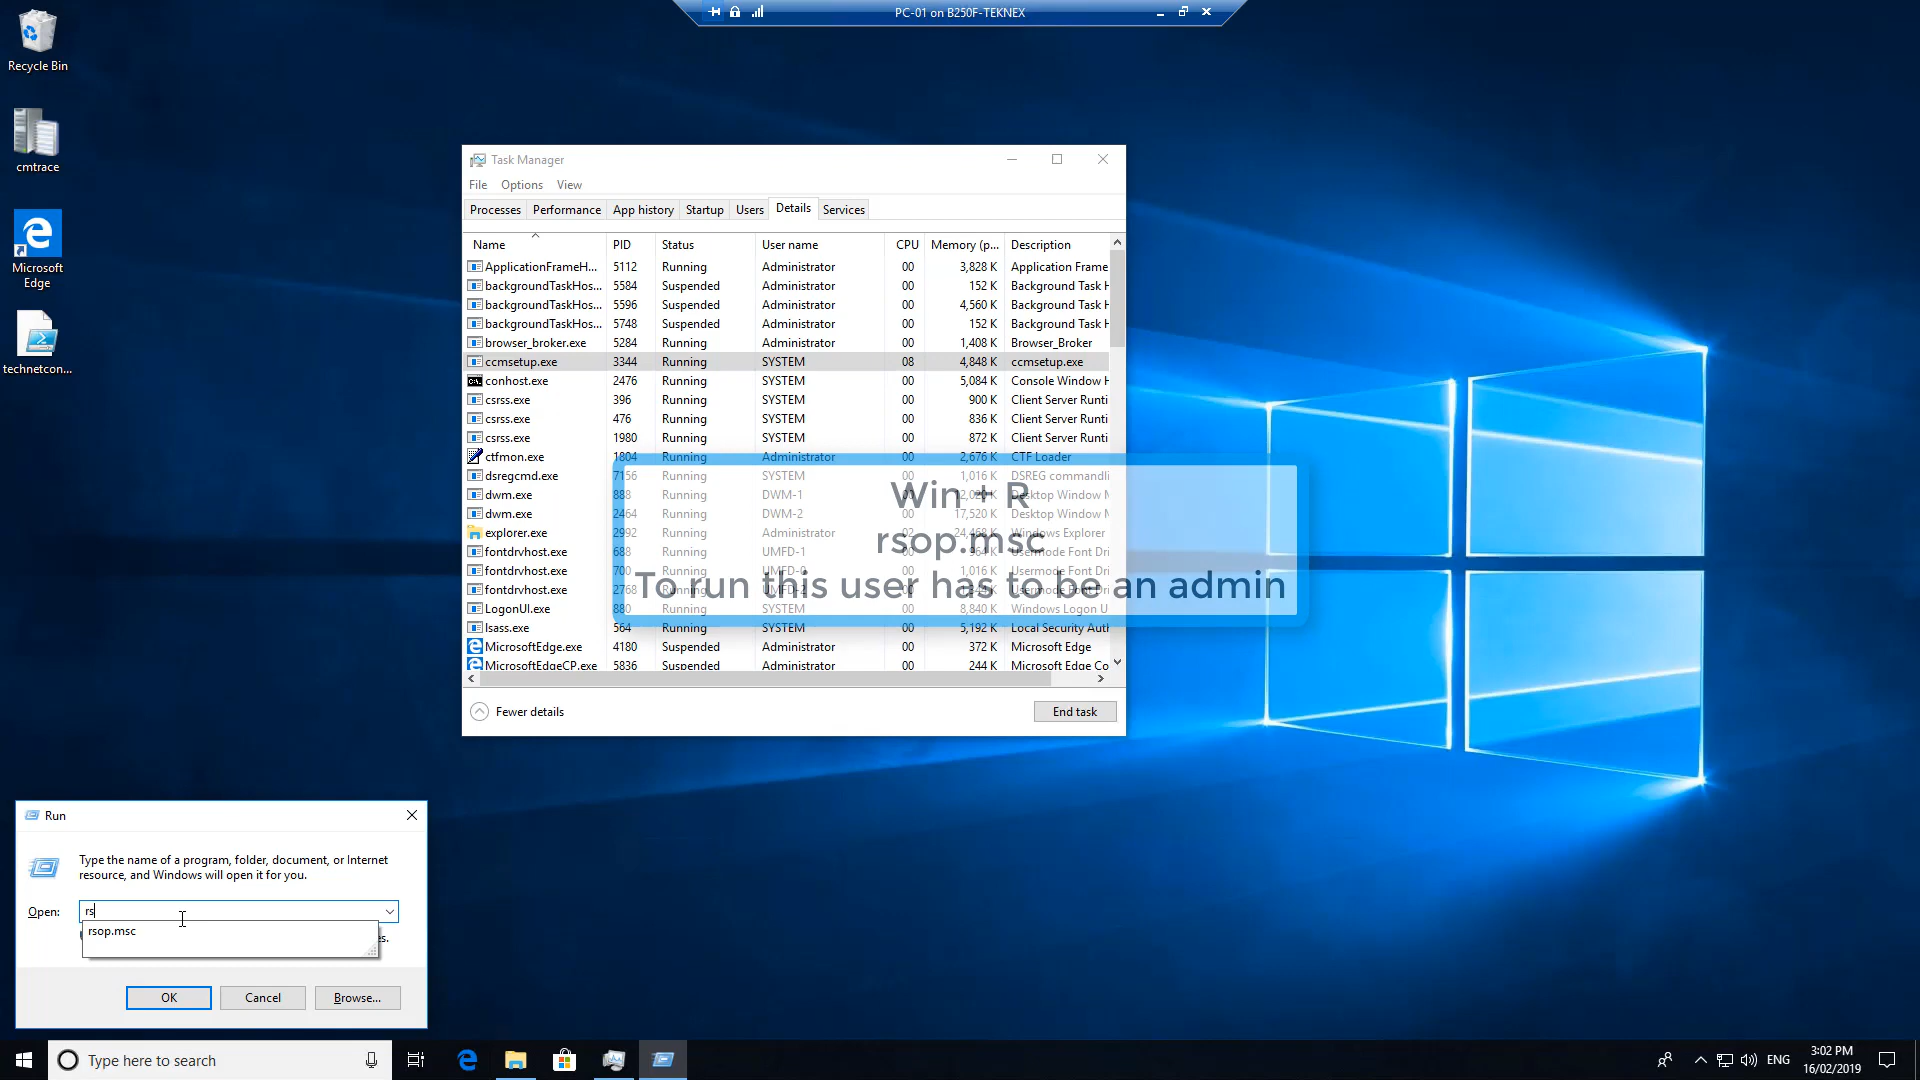 PC-01 on B250F-TEKNEX
Recycle Bin
cmtrace
Microsoft
Edge
technetcon...
Task Manager
File Options View
Processes Performance App history Startup Users Details Services
Name PID Status User name CPU Memory (p... Description
ApplicationFrameH... 5112 Running Administrator 00 3,828 K Application Frame
backgroundTaskHos... 5584 Suspended Administrator 00 152 K Background Task H
backgroundTaskHos... 5596 Suspended Administrator 00 4,560 K Background Task H
backgroundTaskHos... 5748 Suspended Administrator 00 152 K Background Task H
browser_broker.exe 5284 Running Administrator 00 1,408 K Browser_Broker
ccmsetup.exe 3344 Running SYSTEM 08 4,848 K ccmsetup.exe
conhost.exe 2476 Running SYSTEM 00 5,084 K Console Window H
csrss.exe 396 Running SYSTEM 00 900 K Client Server Runti
csrss.exe 476 Running SYSTEM 00 836 K Client Server Runti
csrss.exe 1980 Running SYSTEM 00 872 K Client Server Runti
ctfmon.exe 1804 Running Administrator 00 2,676 K CTF Loader
dsregcmd.exe 7156 Running SYSTEM 00 1,016 K DSREG commandli
dwm.exe 888 Running DWM-1 Desktop Window M
dwm.exe 2464 Running DWM-2 00 17,520 K Desktop Window M
explorer.exe 2992 Running Administrator 02 24,468 K Windows Explorer
fontdrvhost.exe 688 Running UMFD-1 00 964 K Usermode Font Dri
fontdrvhost.exe 700 Running UMFD-0 00 1,016 K Usermode Font Dri
fontdrvhost.exe 2768 Running UMFD-2 Usermode Font Dri
LogonUI.exe 880 Running SYSTEM 00 8,840 K Windows Logon U
lsass.exe 564 Running SYSTEM 00 5,192 K Local Security Auth
MicrosoftEdge.exe 4180 Suspended Administrator 00 372 K Microsoft Edge
MicrosoftEdgeCP.exe 5836 Suspended Administrator 00 244 K Microsoft Edge Co
Fewer details End task
Win + R
rsop.msc
To run this user has to be an admin
Run
Type the name of a program, folder, document, or Internet
resource, and Windows will open it for you.
Open: rs
rsop.msc
es.
OK Cancel Browse...
Type here to search
ENG
3:02 PM
16/02/2019